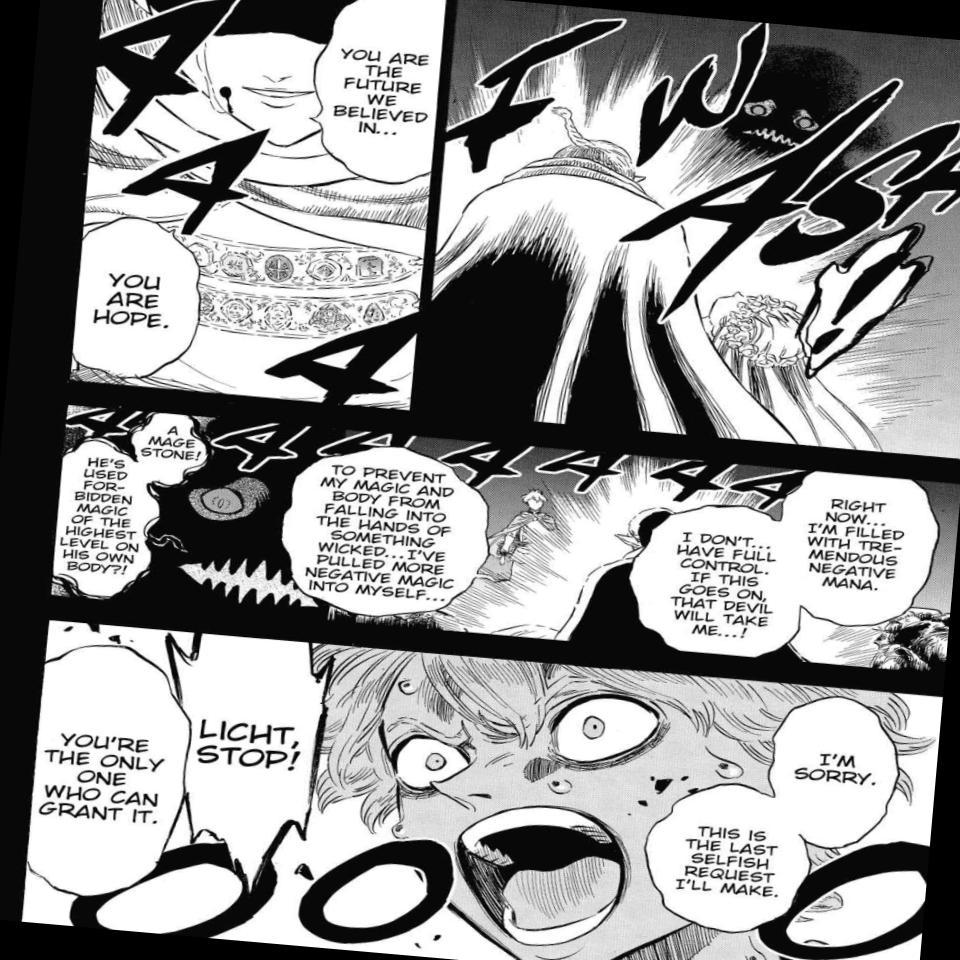 FWASH
!
YOU ARE
THE
FUTURE
WE
BELIEVED
IN...
YOU
ARE
HOPE.
RIGHT
NOW...
I'M FILLED
WITH TRE-
MENDOUS
NEGATIVE
MANA.
I DON'T...
HAVE FULL
CONTROL.
IF THIS
GOES ON,
THAT DEVIL
WILL TAKE
ME...!
TO PREVENT
MY MAGIC AND
BODY FROM
FALLING INTO
THE HANDS OF
SOMETHING
WICKED...I'VE
PULLED MORE
NEGATIVE MAGIC
INTO MYSELF...
A
MAGE
STONE!
HE'S
USED
FOR-
BIDDEN
MAGIC
OF THE
HIGHEST
LEVEL ON
HIS OWN
BODY?!
I'M
SORRY.
THIS IS
THE LAST
SELFISH
REQUEST
I'LL MAKE.
LICHT,
STOP!
YOU'RE
THE ONLY
ONE
WHO CAN
GRANT IT.